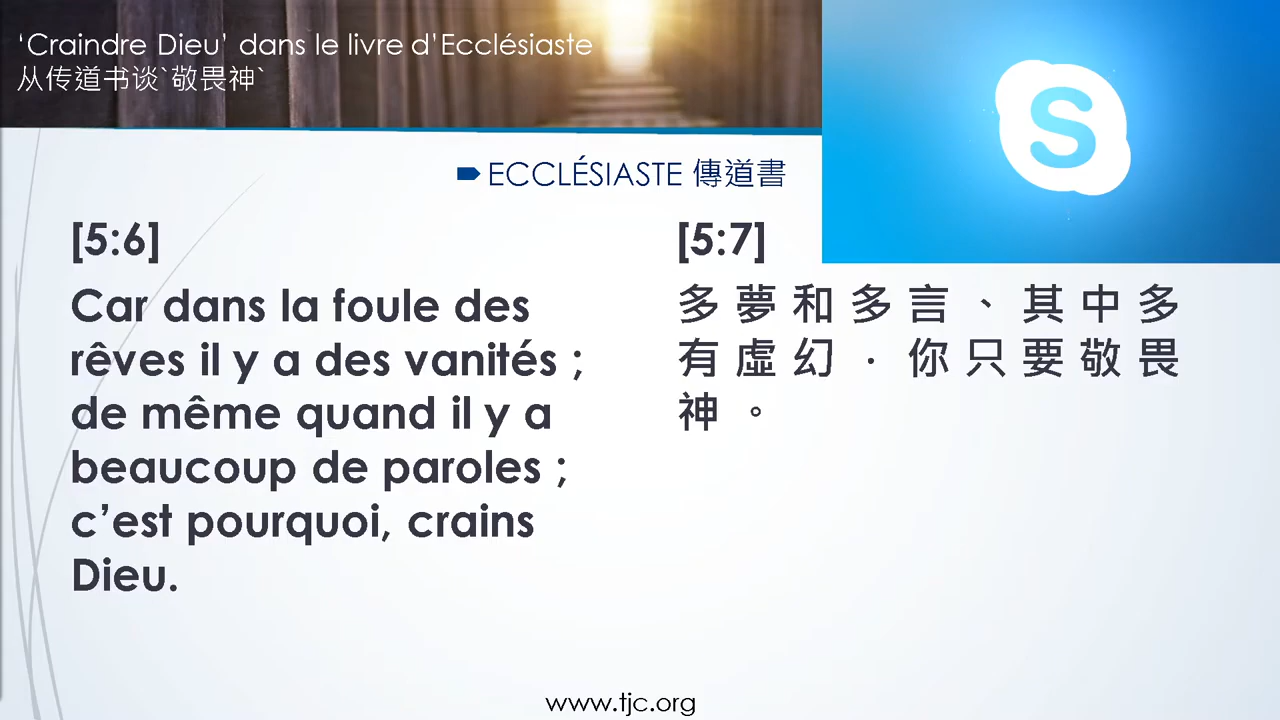 ‘Craindre Dieu’ dans le livre d’Ecclésiaste
从传道书谈`敬畏神`
ECCLÉSIASTE 傳道書
[5:6]
Car dans la foule des
rêves il y a des vanités ;
de même quand il y a
beaucoup de paroles ;
c’est pourquoi, crains
Dieu.
[5:7]
多 夢 和 多 言 、 其 中 多
有 虛 幻 ． 你 只 要 敬 畏
神 。
S
www.tjc.org